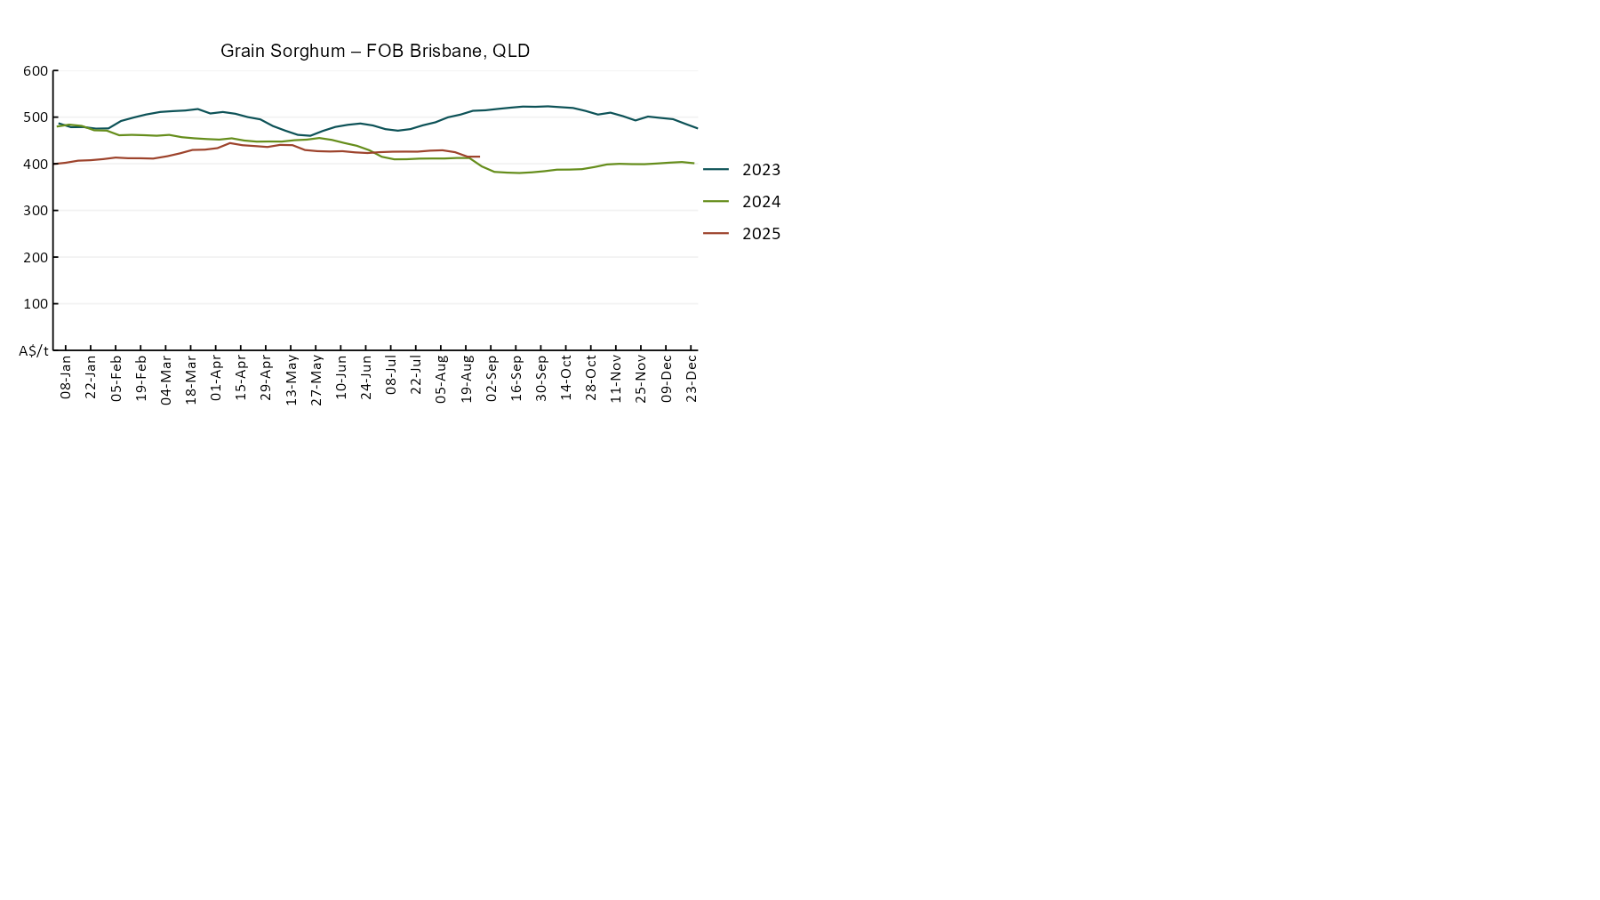 Grain Sorghum – FOB Brisbane, QLD
600
500
400
300
200
100
A$/t
08-Jan
22-Jan
05-Feb
19-Feb
04-Mar
18-Mar
01-Apr
15-Apr
29-Apr
13-May
27-May
10-Jun
24-Jun
08-Jul
22-Jul
05-Aug
19-Aug
02-Sep
16-Sep
30-Sep
14-Oct
28-Oct
11-Nov
25-Nov
09-Dec
23-Dec
2023
2024
2025